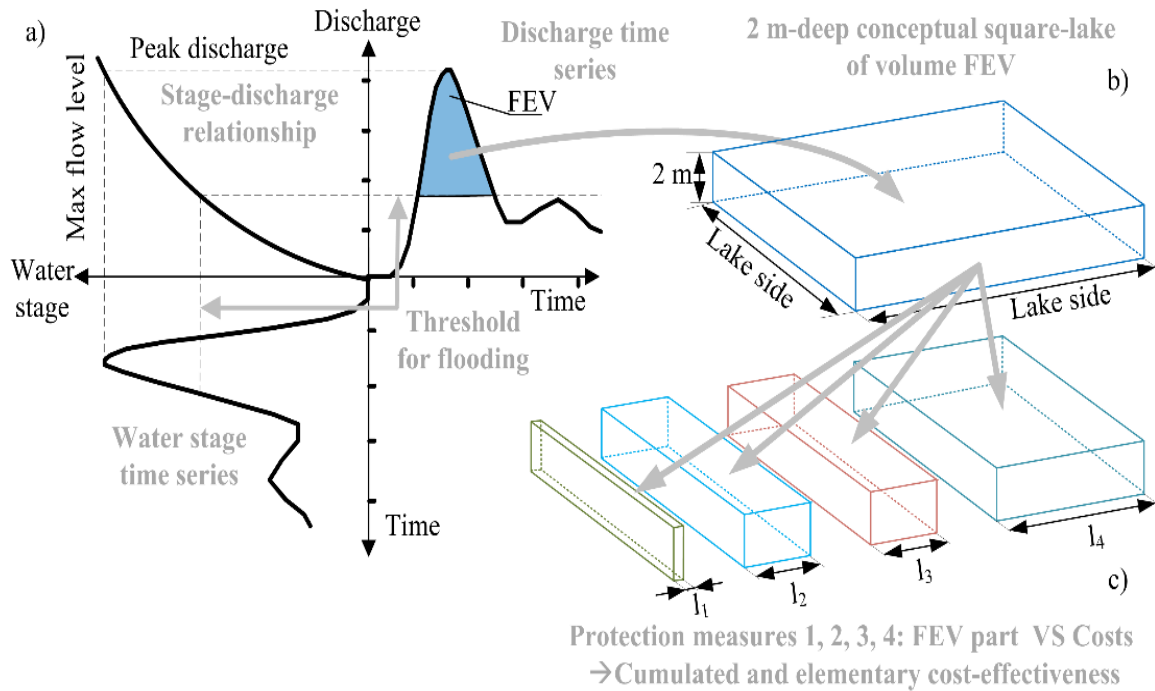 a)
Discharge
Peak discharge
Discharge time
series
2 m-deep conceptual square-lake
of volume FEV
b)
Max flow level
Stage-discharge
relationship
FEV
2 m
Lake side
Lake side
Water
stage
Time
Threshold
for flooding
Water stage
time series
Time
l1
l2
l3
l4
c)
Protection measures 1, 2, 3, 4: FEV part VS Costs
→Cumulated and elementary cost-effectiveness